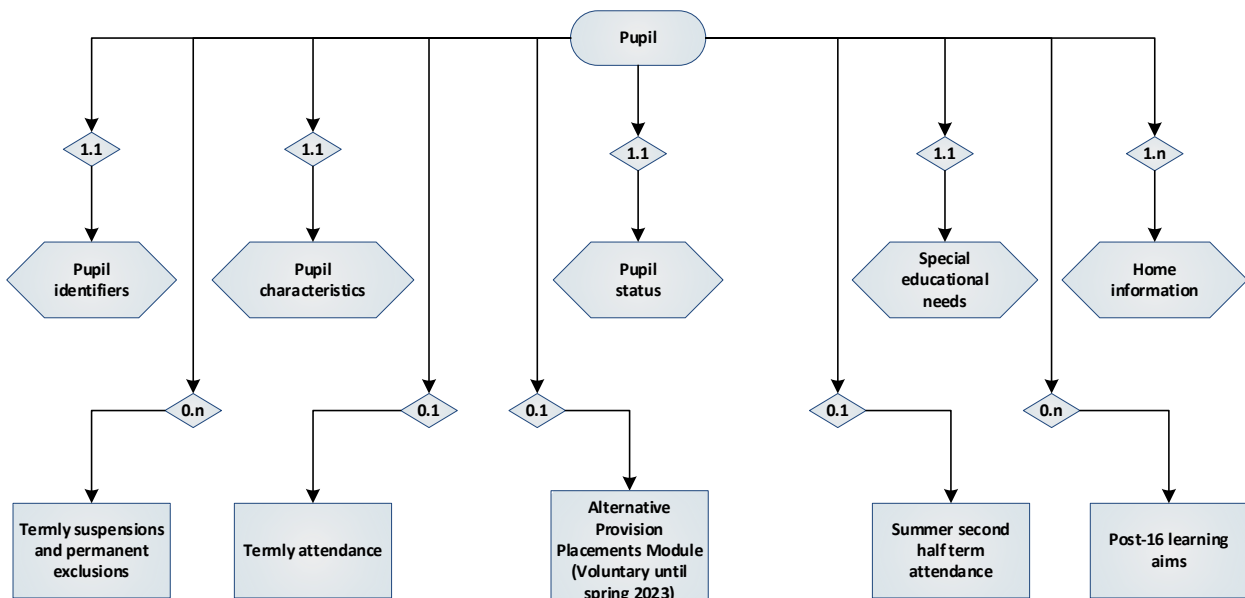 Pupil
1.1
1.1
1.1
1.1
1.n
Pupil
identifiers
Pupil
characteristics
Pupil
status
Special
educational
needs
Home
information
0.n
0.1
0.1
0.1
0.n
Termly suspensions
and permanent
exclusions
Termly attendance
Alternative
Provision
Placements Module
(Voluntary until
spring 2023)
Summer second
half term
attendance
Post-16 learning
aims